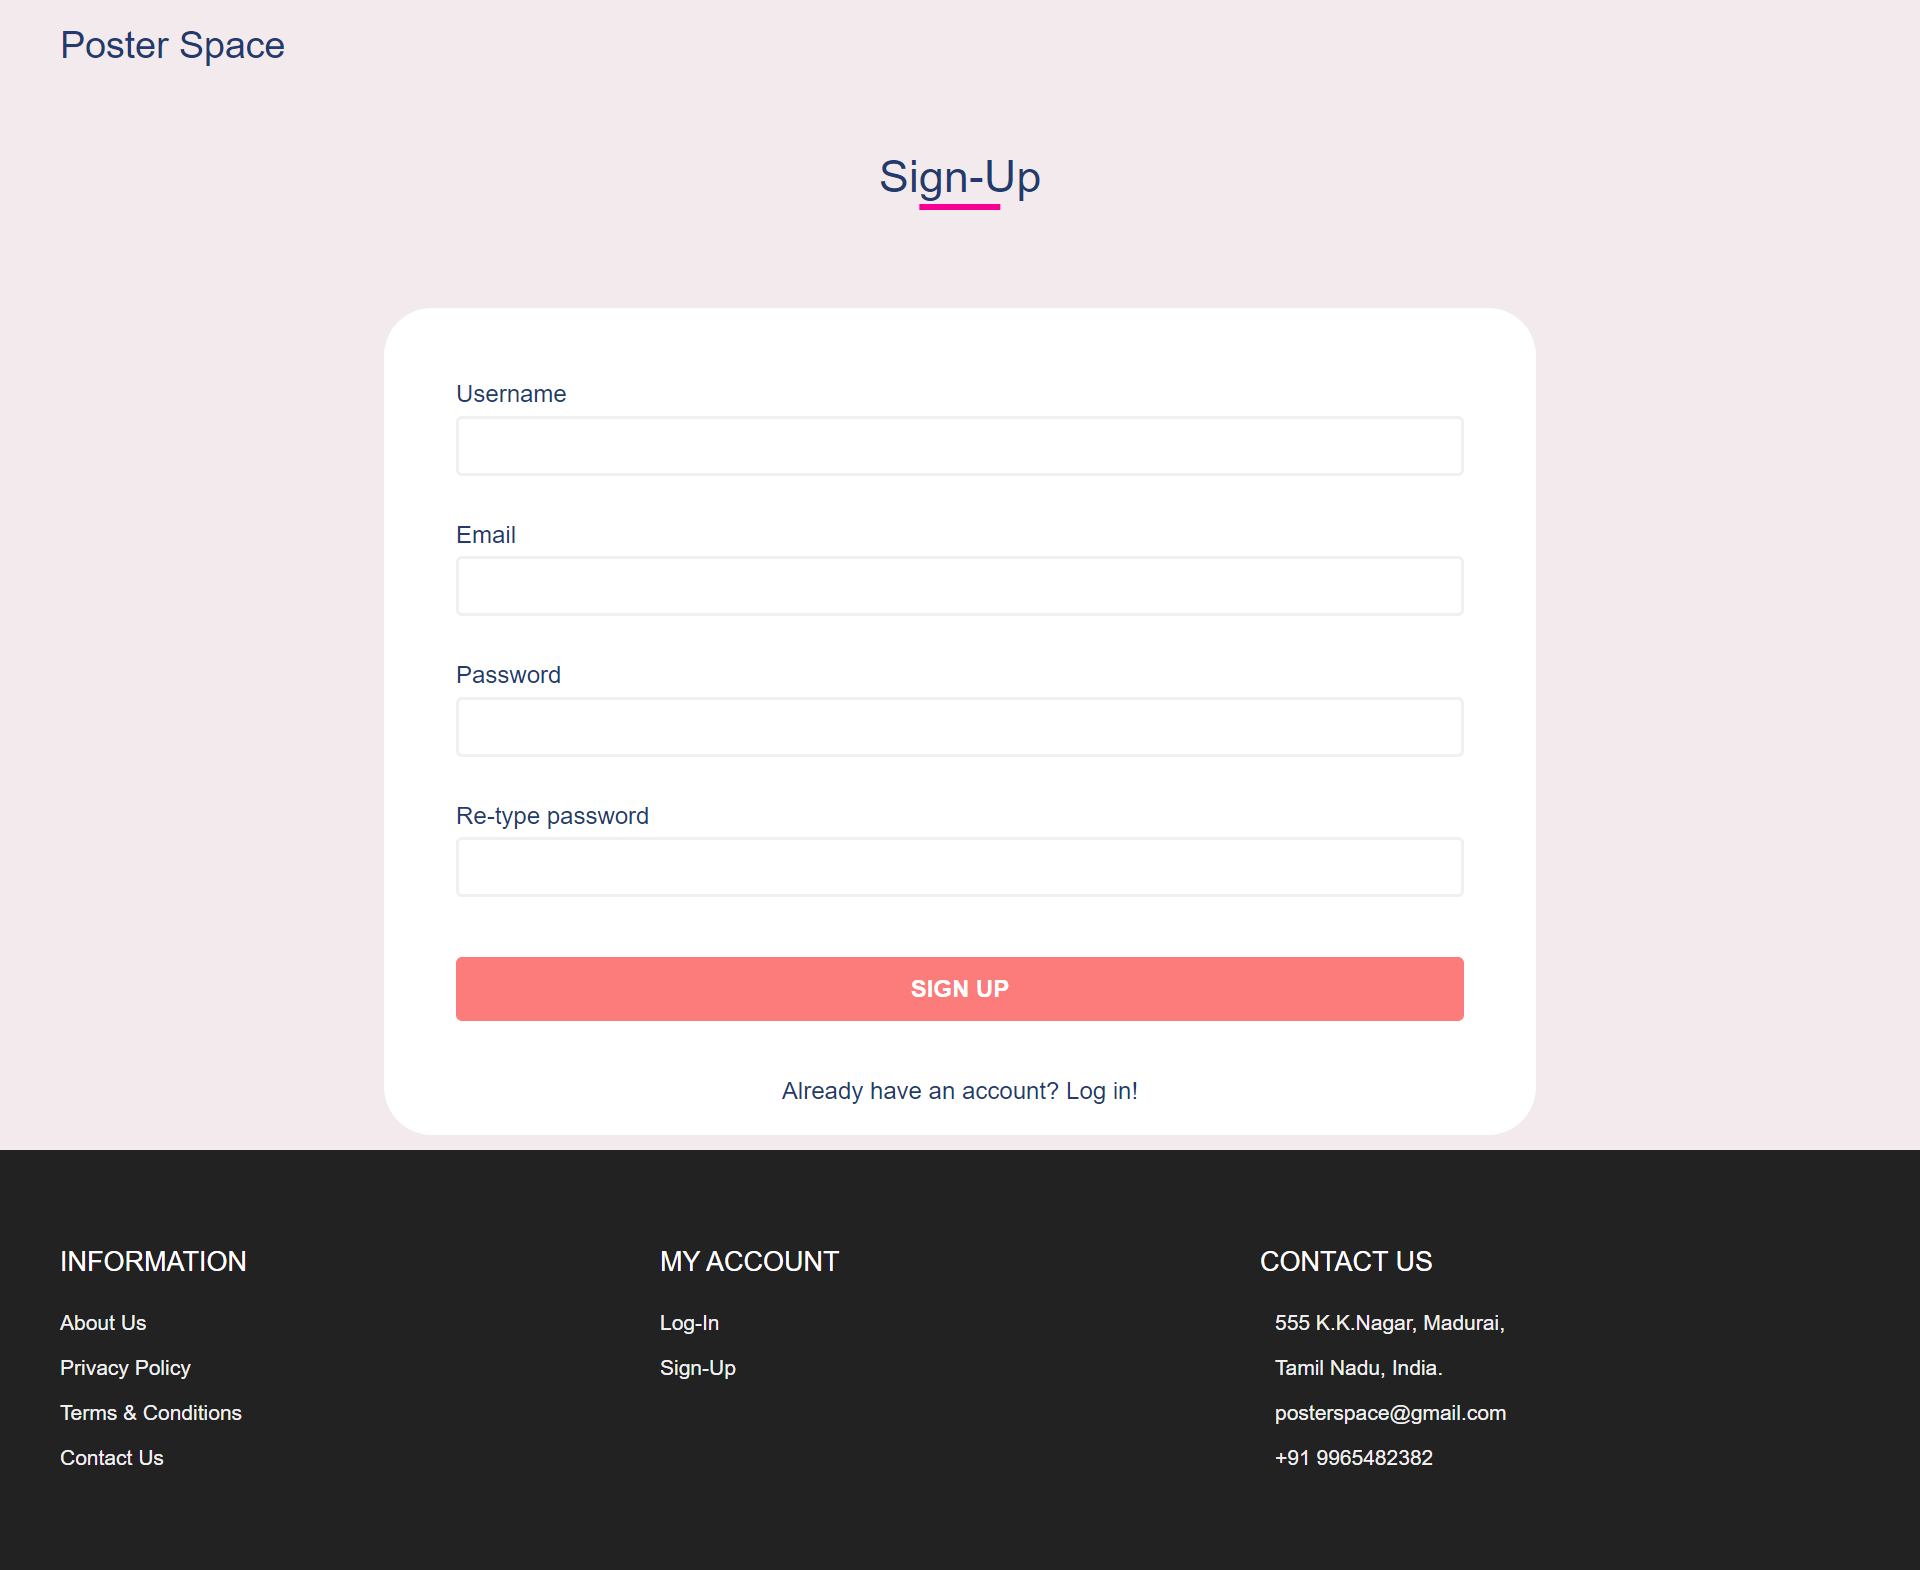 Poster Space
Sign-Up
Username
Email
Password
Re-type password
SIGN UP
Already have an account? Log in!
INFORMATION
About Us
Privacy Policy
Terms & Conditions
Contact Us
MY ACCOUNT
Log-In
Sign-Up
CONTACT US
555 K.K.Nagar, Madurai,
Tamil Nadu, India.
posterspace@gmail.com
+91 9965482382